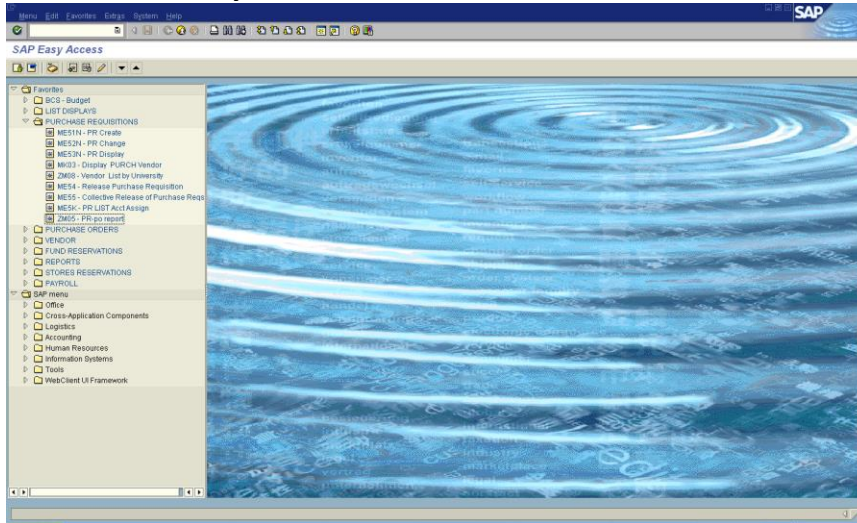 Menu Edit Favorites Extras System Help
SAP
SAP Easy Access
Favorites
BCS - Budget
LIST DISPLAYS
PURCHASE REQUISITIONS
ME51N - PR Create
ME52N - PR Change
ME53N - PR Display
MK03 - Display PURCH Vendor
ZM08 - Vendor List by University
ME54 - Release Purchase Requisition
ME55 - Collective Release of Purchase Reqs
ME5K - PR LIST Acct Assign
ZM05 - PR-po report
PURCHASE ORDERS
VENDOR
FUND RESERVATIONS
REPORTS
STORES RESERVATIONS
PAYROLL
SAP menu
Office
Cross-Application Components
Logistics
Accounting
Human Resources
Information Systems
Tools
WebClient UI Framework